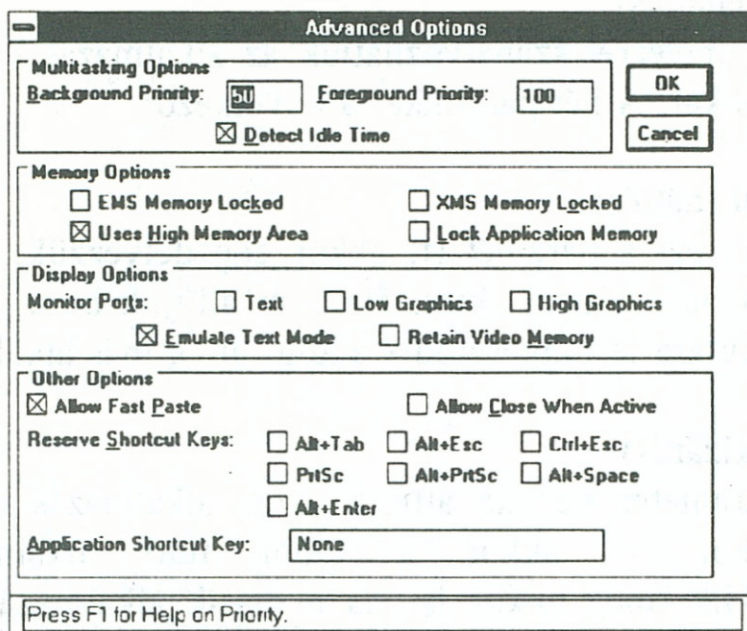 Advanced Options
Multitasking Options
Background Priority: 50 Foreground Priority: 100
Detect Idle Time
OK
Cancel
Memory Options
EMS Memory Locked XMS Memory Locked
Uses High Memory Area Lock Application Memory
Display Options
Monitor Ports: Text Low Graphics High Graphics
Emulate Text Mode Retain Video Memory
Other Options
Allow Fast Paste Allow Close When Active
Reserve Shortcut Keys: Alt+Tab Alt+Esc Ctrl+Esc
PrtSc Alt+PrtSc Alt+Space
Alt+Enter
Application Shortcut Key: None
Press F1 for Help on Priority.